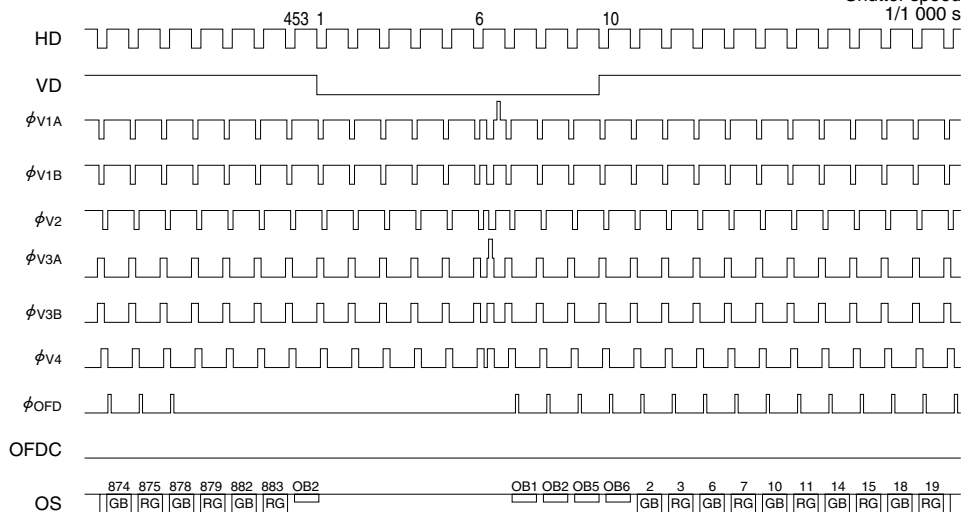 1/1 000 s
453 1 6 10
HD
VD
ϕV1A
ϕV1B
ϕV2
ϕV3A
ϕV3B
ϕV4
ϕOFD
OFDC
874 875 878 879 882 883 OB2 OB1 OB2 OB5 OB6 2 3 6 7 10 11 14 15 18 19
OS GB RG GB RG GB RG GB RG GB RG GB RG GB RG GB RG